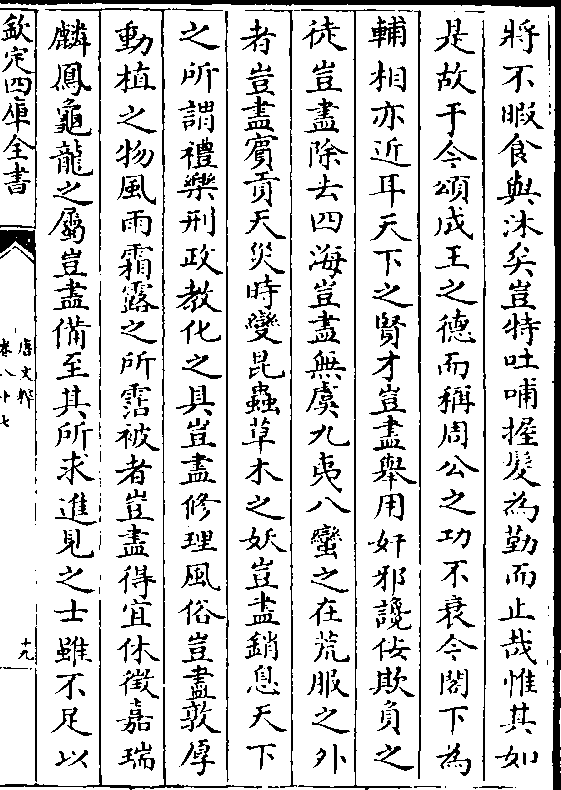 將不暇食與沐矣豈特吐哺握髮為勤而止哉惟其如
是故于今頌成王之德而稱周公之功不衰今閣下為
輔相亦近耳天下之賢才豈盡舉用奸邪讒佞欺負之
徒豈盡除去四海豈盡無虞九夷八蠻之在荒服之外
者豈盡賓貢天災時變昆蟲草木之妖豈盡銷息天下
之所謂禮樂刑政教化之具豈盡修理風俗豈盡敦厚
動植之物風雨霜露之所霑被者豈盡得宜休徵嘉瑞
麟鳳龜龍之屬豈盡備至其所求進見之士雖不足以
欽定四庫全書
唐文粹
卷八十七
十九